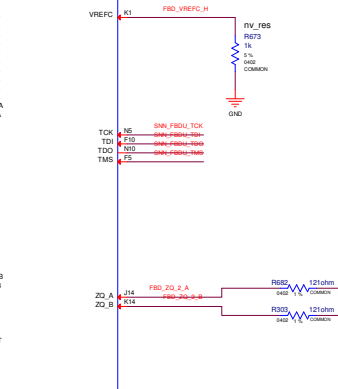 FBD_VREFC_H
VREFC K1
nv_res
R673
1k
5 %
0402
COMMON
GND
SNN_FBDU_TCK
TCK N5
SNN_FBDU_TDI
TDI F10
SNN_FBDU_TDO
TDO N10
SNN_FBDU_TMS
TMS F5
R682 121ohm
FBD_ZQ_2_A
ZQ_A J14
0402 1 % COMMON
FBD_ZQ_2_B
ZQ_B K14
R303 121ohm
0402 1 % COMMON